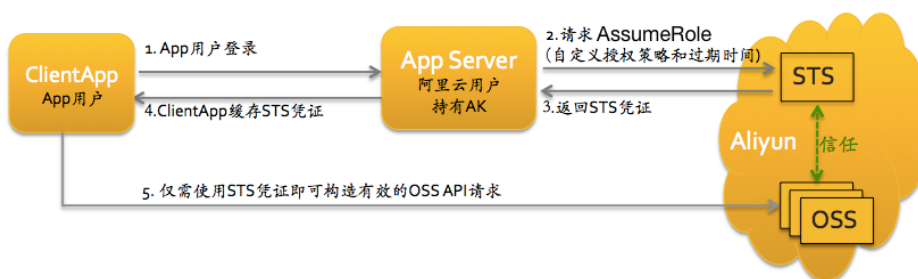 1. App用户登录
2.请求 AssumeRole
(自定义授权策略和过期时间)
ClientApp
App用户
App Server
阿里云用户
持有AK
STS
4.ClientApp缓存STS凭证
3.返回STS凭证
Aliyun
信任
5. 仅需使用STS凭证即可构造有效的OSS API请求
OSS